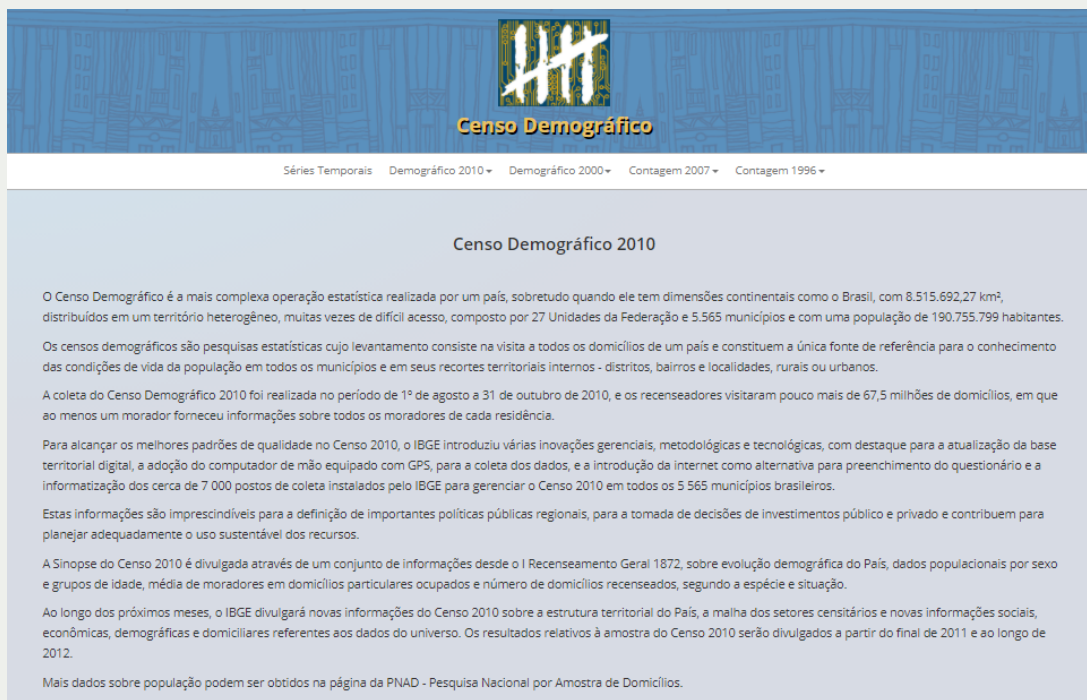 Censo Demográfico
Séries Temporais Demográfico 2010 Demográfico 2000 Contagem 2007 Contagem 1996
Censo Demográfico 2010
O Censo Demográfico é a mais complexa operação estatística realizada por um país, sobretudo quando ele tem dimensões continentais como o Brasil, com 8.515.692,27 km²,
distribuídos em um território heterogêneo, muitas vezes de difícil acesso, composto por 27 Unidades da Federação e 5.565 municípios e com uma população de 190.755.799 habitantes.
Os censos demográficos são pesquisas estatísticas cujo levantamento consiste na visita a todos os domicílios de um país e constituem a única fonte de referência para o conhecimento
das condições de vida da população em todos os municípios e em seus recortes territoriais internos - distritos, bairros e localidades, rurais ou urbanos.
A coleta do Censo Demográfico 2010 foi realizada no período de 1º de agosto a 31 de outubro de 2010, e os recenseadores visitaram pouco mais de 67,5 milhões de domicílios, em que
ao menos um morador forneceu informações sobre todos os moradores de cada residência.
Para alcançar os melhores padrões de qualidade no Censo 2010, o IBGE introduziu várias inovações gerenciais, metodológicas e tecnológicas, com destaque para a atualização da base
territorial digital, a adoção do computador de mão equipado com GPS, para a coleta dos dados, e a introdução da internet como alternativa para preenchimento do questionário e a
informatização dos cerca de 7 000 postos de coleta instalados pelo IBGE para gerenciar o Censo 2010 em todos os 5 565 municípios brasileiros.
Estas informações são imprescindíveis para a definição de importantes políticas públicas regionais, para a tomada de decisões de investimentos público e privado e contribuem para
planejar adequadamente o uso sustentável dos recursos.
A Sinopse do Censo 2010 é divulgada através de um conjunto de informações desde o I Recenseamento Geral 1872, sobre evolução demográfica do País, dados populacionais por sexo
e grupos de idade, média de moradores em domicílios particulares ocupados e número de domicílios recenseados, segundo a espécie e situação.
Ao longo dos próximos meses, o IBGE divulgará novas informações do Censo 2010 sobre a estrutura territorial do País, a malha dos setores censitários e novas informações sociais,
econômicas, demográficas e domiciliares referentes aos dados do universo. Os resultados relativos à amostra do Censo 2010 serão divulgados a partir do final de 2011 e ao longo de
2012.
Mais dados sobre população podem ser obtidos na página da PNAD - Pesquisa Nacional por Amostra de Domicílios.